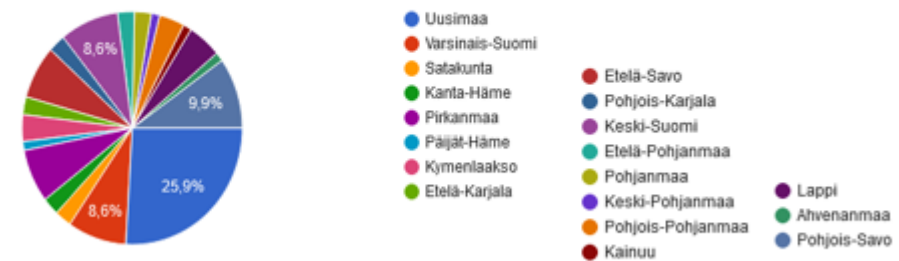 8,6%
9,9%
25,9%
8,6%
Uusimaa
Varsinais-Suomi
Satakunta
Kanta-Häme
Pirkanmaa
Päijät-Häme
Kymenlaakso
Etelä-Karjala
Etelä-Savo
Pohjois-Karjala
Keski-Suomi
Etelä-Pohjanmaa
Pohjanmaa
Keski-Pohjanmaa
Pohjois-Pohjanmaa
Kainuu
Lappi
Ahvenanmaa
Pohjois-Savo